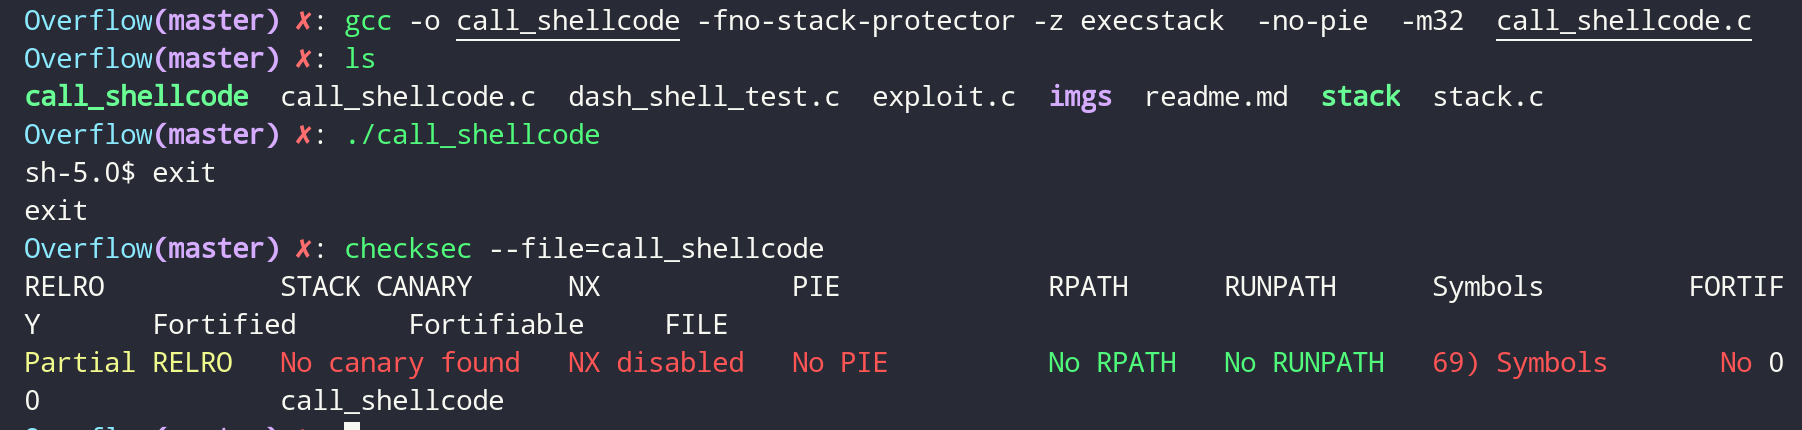 Overflow(master) ✗: gcc -o call_shellcode -fno-stack-protector -z execstack  -no-pie  -m32  call_shellcode.c
Overflow(master) ✗: ls
call_shellcode  call_shellcode.c  dash_shell_test.c  exploit.c  imgs  readme.md  stack  stack.c
Overflow(master) ✗: ./call_shellcode
sh-5.0$ exit
exit
Overflow(master) ✗: checksec --file=call_shellcode
RELRO           STACK CANARY      NX            PIE             RPATH      RUNPATH      Symbols         FORTIF
Y       Fortified       Fortifiable     FILE
Partial RELRO   No canary found   NX disabled   No PIE          No RPATH   No RUNPATH   69) Symbols       No 0
0               call_shellcode